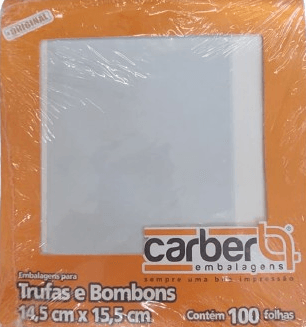 ORIGINAL
carber
embalagens
sempre uma boa impressão
Embalagens para
Trufas e Bombons
14,5 cm x 15,5 cm.
Contém 100 folhas